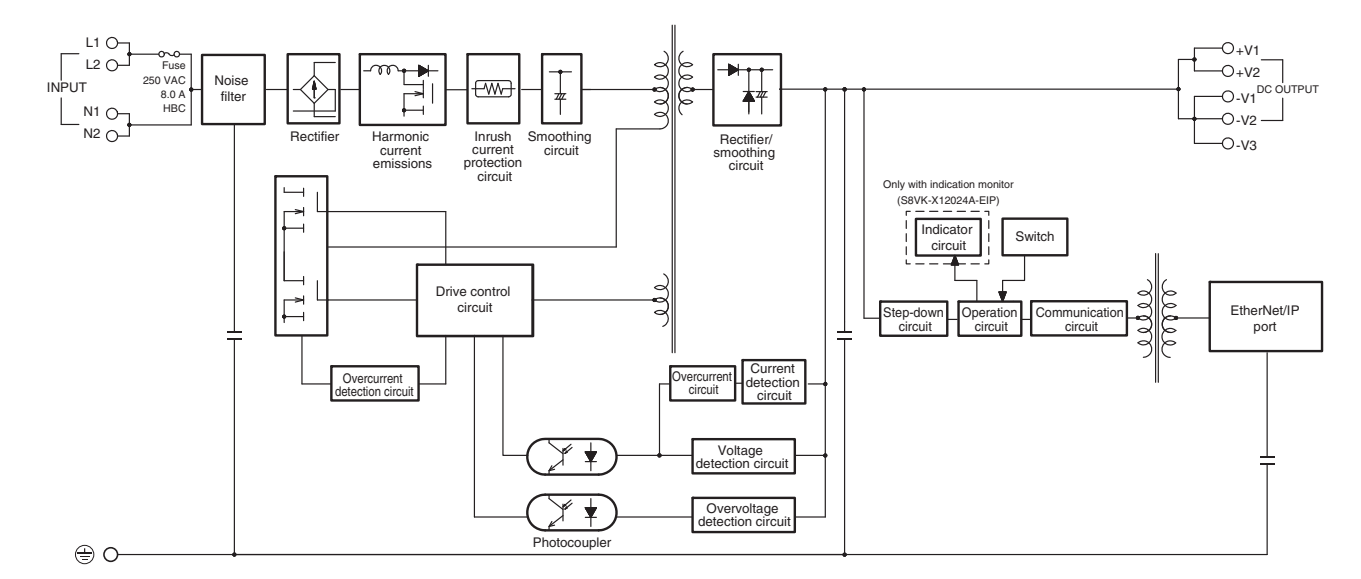 L1
L2
INPUT
N1
N2
Fuse
250 VAC
8.0 A
HBC
Noise
filter
Rectifier
Harmonic
current
emissions
Inrush
current
protection
circuit
Smoothing
circuit
Rectifier/
smoothing
circuit
+V1
+V2
DC OUTPUT
-V1
-V2
-V3
Only with indication monitor
(S8VK-X12024A-EIP)
Indicator
circuit
Switch
Drive control
circuit
Step-down
circuit
Operation
circuit
Communication
circuit
EtherNet/IP
port
Overcurrent
detection circuit
Overcurrent
circuit
Current
detection
circuit
Voltage
detection circuit
Overvoltage
detection circuit
Photocoupler